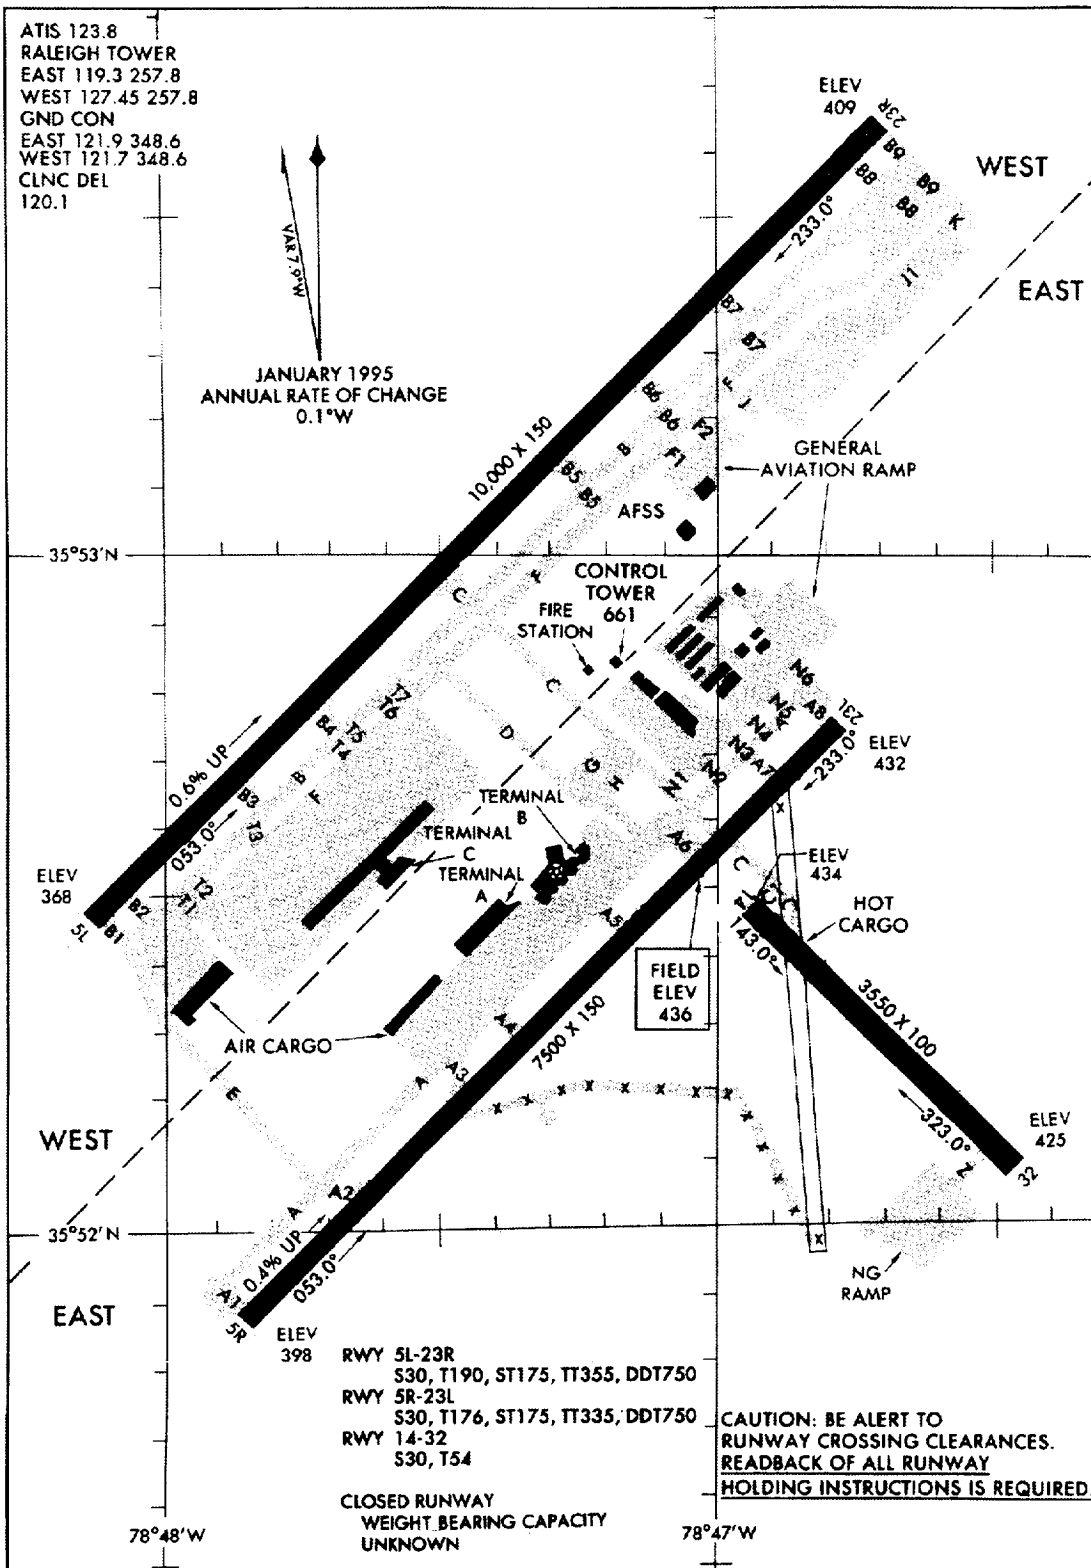 ATIS 123.8
RALEIGH TOWER
EAST 119.3 257.8
WEST 127.45 257.8
GND CON
EAST 121.9 348.6
WEST 121.7 348.6
CLNC DEL
120.1
VAR 7.9°W
JANUARY 1995
ANNUAL RATE OF CHANGE
0.1°W
ELEV
409
23R
B9
B9
B8
B8
K
WEST
EAST
233.0°
J1
B7
B7
F
J
B6
B6
F2
F1
B
B5
B5
10,000 X 150
GENERAL
AVIATION RAMP
AFSS
35°53'N
F
C
CONTROL
TOWER
661
FIRE
STATION
C
D
G
H
N6
N5
A8
23L
N4
A
N3
A7
N2
N1
233.0°
ELEV
432
T7
T6
T5
B4
T4
B
F
0.6% UP
B3
T3
053.0°
TERMINAL
B
TERMINAL
C
TERMINAL
A
A6
C
ELEV
434
C
C
HOT
CARGO
14
143.0°
ELEV
368
5L
B2
B1
T2
T1
A5
FIELD
ELEV
436
3550 X 100
AIR CARGO
A4
7500 X 150
A
A3
E
X X X X X X X X X X X X
X
X
323.0°
ELEV
425
32
Z
WEST
A2
A
35°52'N
0.4% UP
053.0°
A1
5R
EAST
ELEV
398
NG
RAMP
RWY 5L-23R
S30, T190, ST175, TT355, DDT750
RWY 5R-23L
S30, T176, ST175, TT335, DDT750
RWY 14-32
S30, T54
CLOSED RUNWAY
WEIGHT BEARING CAPACITY
UNKNOWN
CAUTION: BE ALERT TO
RUNWAY CROSSING CLEARANCES.
READBACK OF ALL RUNWAY
HOLDING INSTRUCTIONS IS REQUIRED.
78°48'W
78°47'W